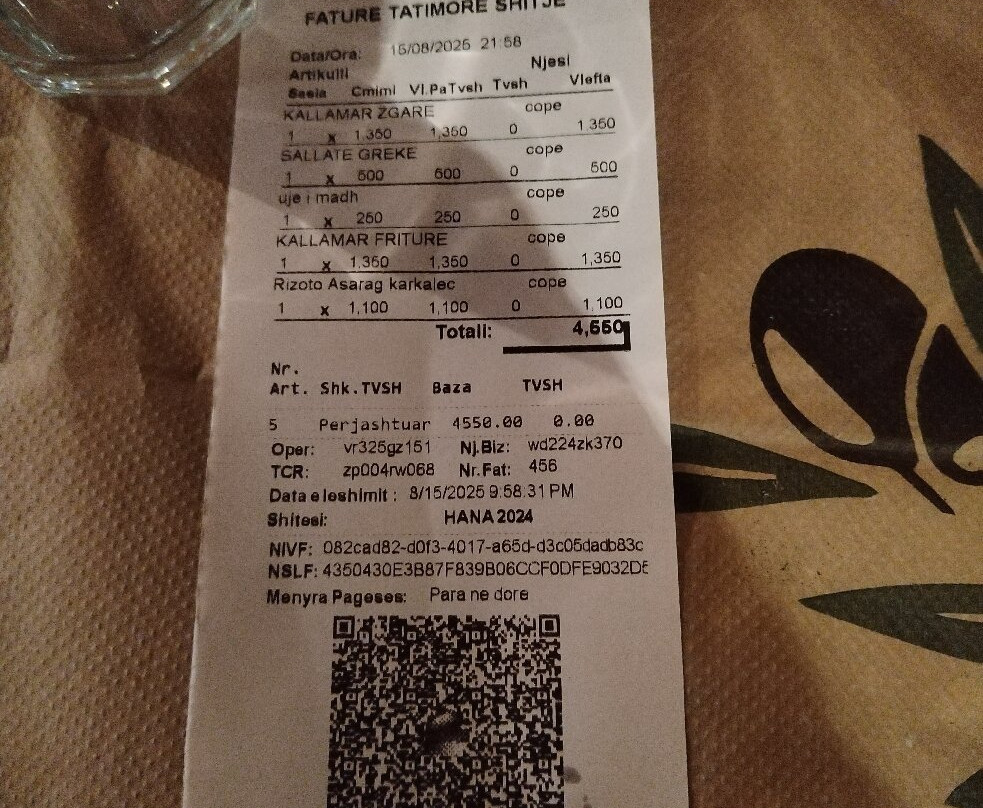 FATURE TATIMORE SHITJE
Data/Ora: 15/08/2025 21:58
Artikulli Njesi
Sasia Cmimi Vl.PaTvsh Tvsh Vlefta
KALLAMAR ZGARE cope
1 x 1,350 1,350 0 1,350
SALLATE GREKE cope
1 x 500 500 0 500
uje i madh cope
1 x 250 250 0 250
KALLAMAR FRITURE cope
1 x 1,350 1,350 0 1,350
Rizoto Asarag karkalec cope
1 x 1,100 1,100 0 1,100
Totali: 4,550
Nr.
Art. Shk.TVSH Baza TVSH
5 Perjashtuar 4550.00 0.00
Oper: vr325gz151 Nj.Biz: wd224zk370
TCR: zp004rw068 Nr.Fat: 456
Data e leshimit : 8/15/2025 9:58:31 PM
Shitesi: HANA 2024
NIVF: 082cad82-d0f3-4017-a65d-d3c05dadb83c
NSLF: 4350430E3B87F839B06CCF0DFE9032D
Menyra Pageses: Para ne dore